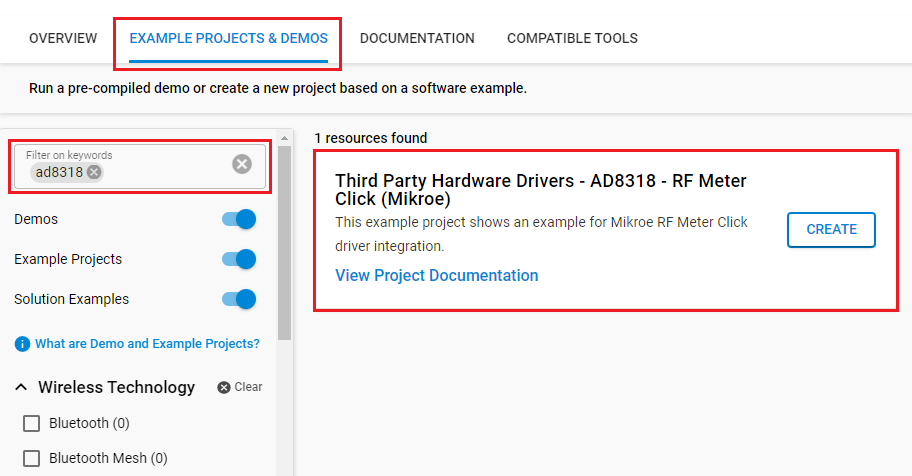 OVERVIEW
EXAMPLE PROJECTS & DEMOS
DOCUMENTATION
COMPATIBLE TOOLS
Run a pre-compiled demo or create a new project based on a software example.
Filter on keywords
ad8318
Demos
Example Projects
Solution Examples
What are Demo and Example Projects?
Wireless Technology
Clear
Bluetooth (0)
Bluetooth Mesh (0)
1 resources found
Third Party Hardware Drivers - AD8318 - RF Meter
Click (Mikroe)
This example project shows an example for Mikroe RF Meter Click
driver integration.
View Project Documentation
CREATE